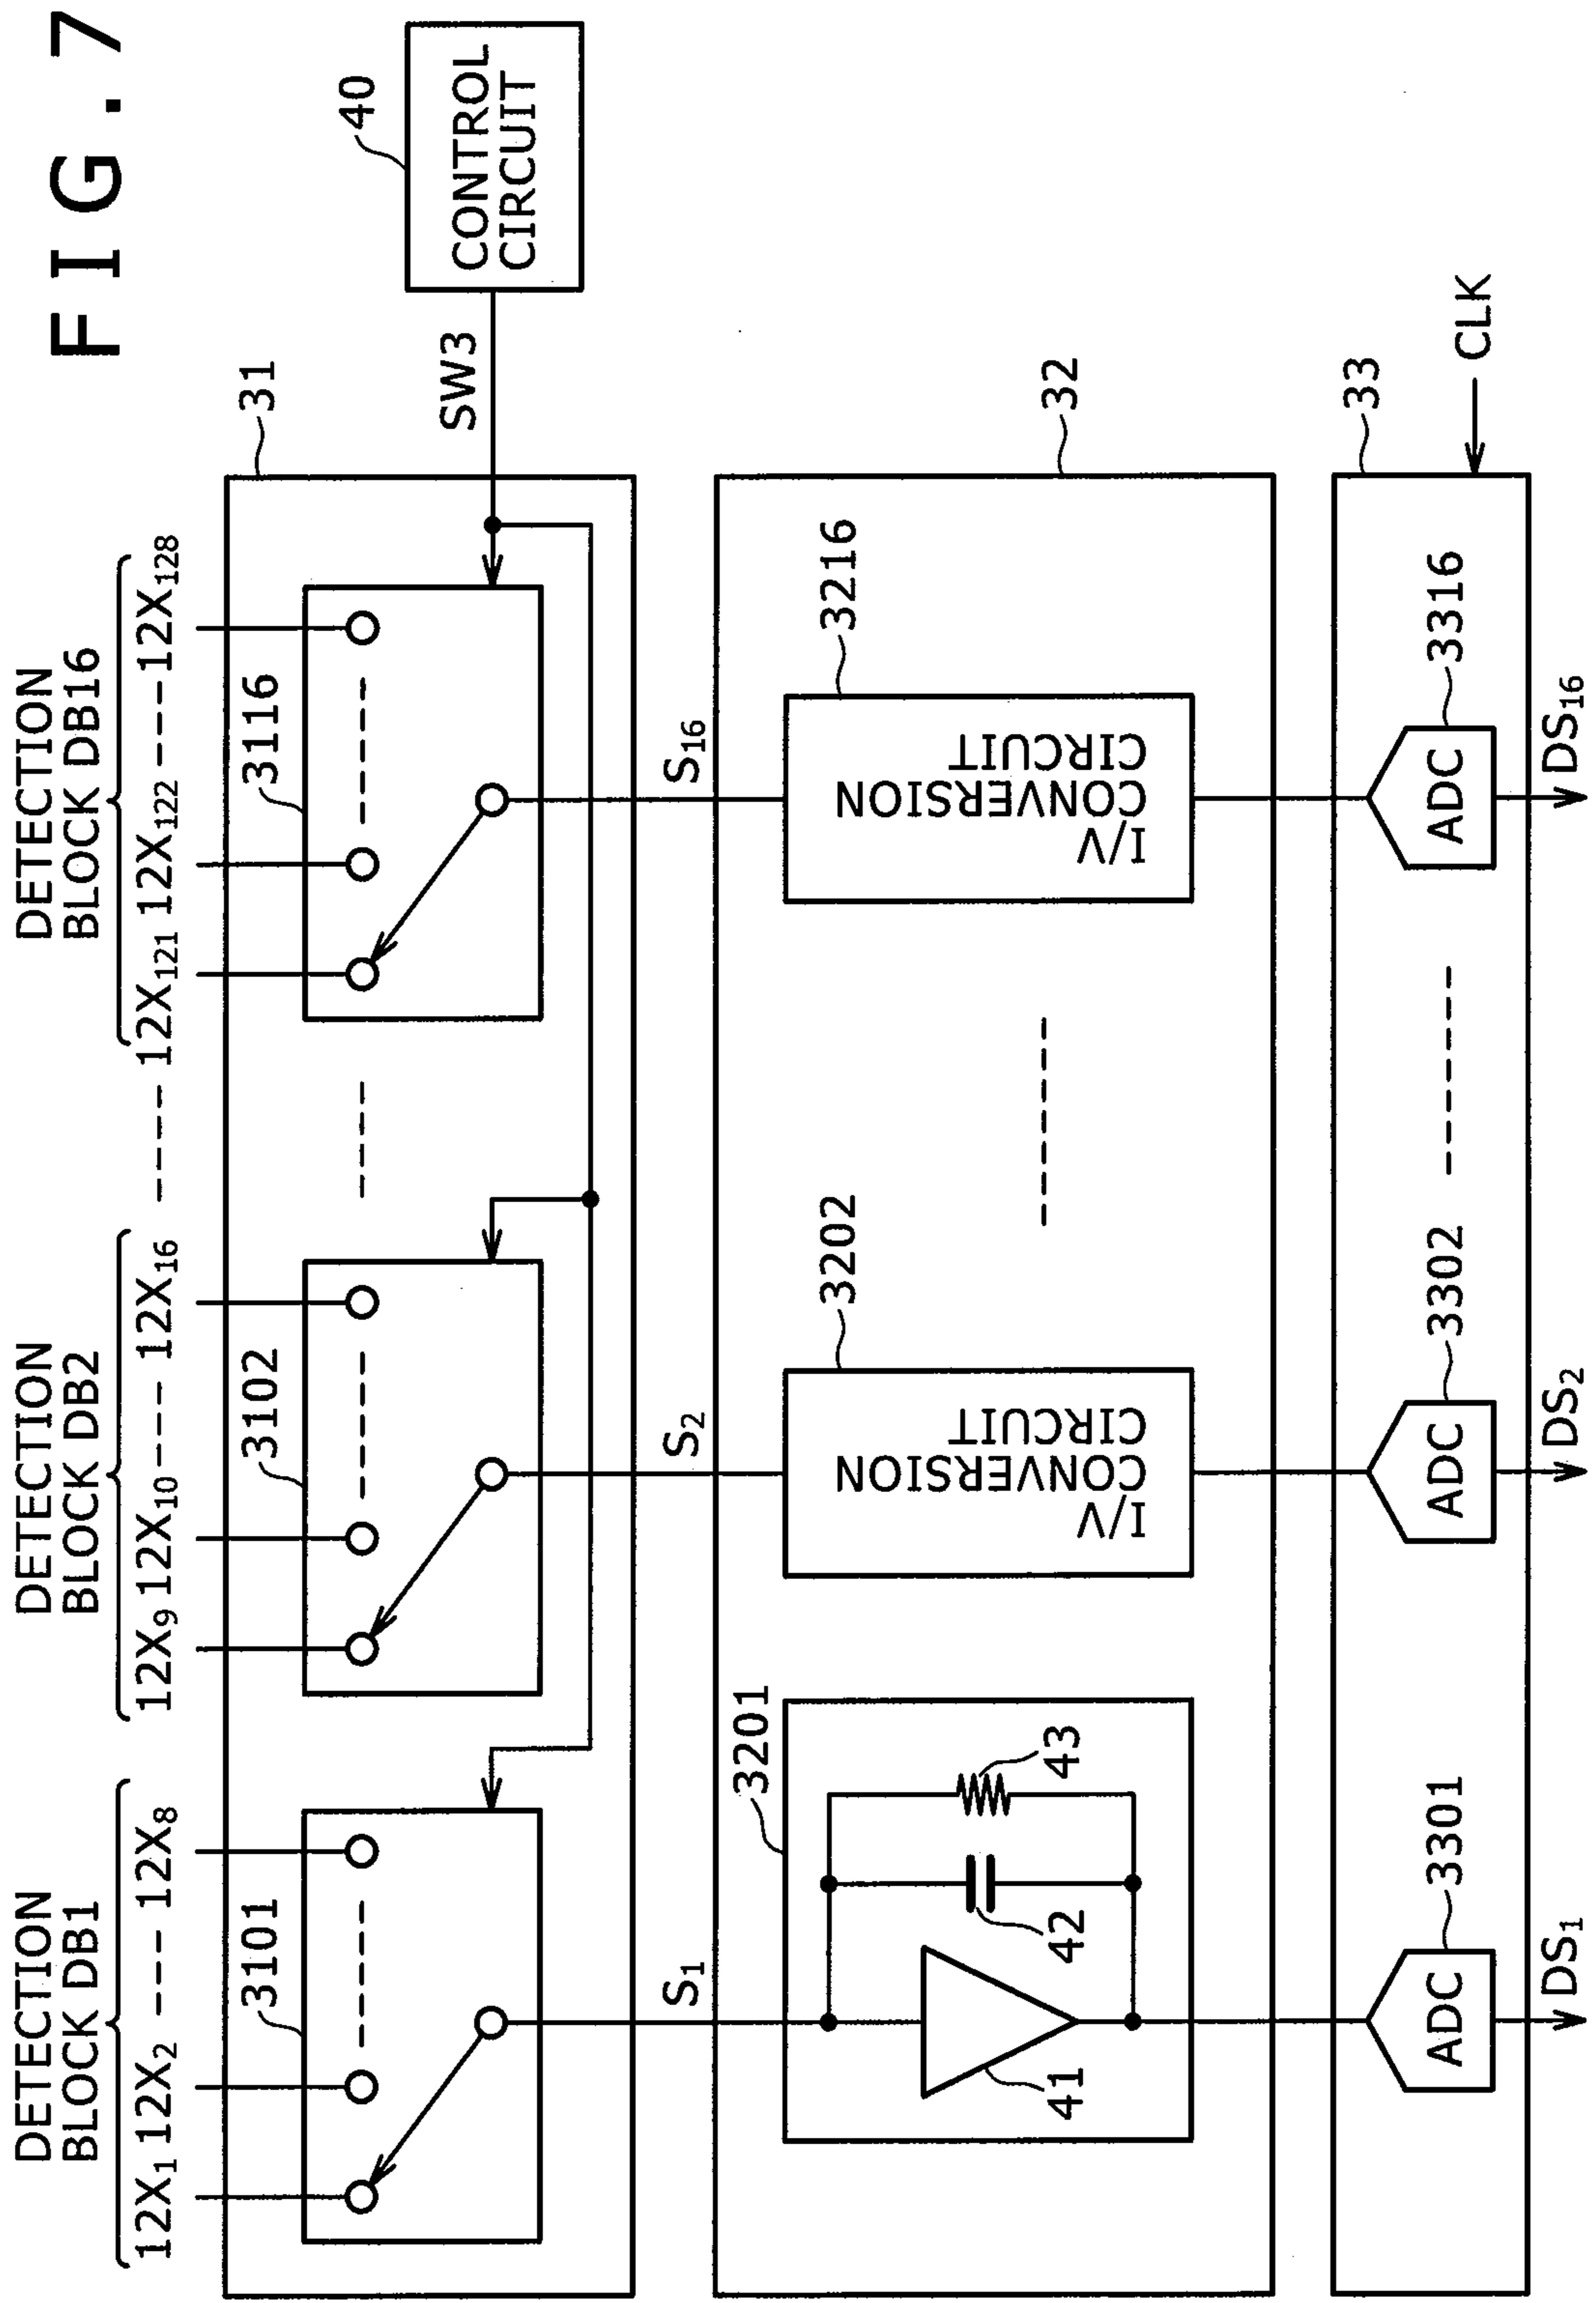 FIG.7
DETECTION
BLOCK DB1
DETECTION
BLOCK DB2
DETECTION
BLOCK DB16
12X1 12X2 --- 12X8
12X9 12X10 --- 12X16
-----
12X121 12X122 --- 12X128
31
3101
3102
3116
40
CONTROL
CIRCUIT
SW3
S1
S2
S16
32
3201
3202
3216
41
42
43
I/V
CONVERSION
CIRCUIT
I/V
CONVERSION
CIRCUIT
33
CLK
3301
3302
3316
ADC
ADC
ADC
DS1
DS2
DS16